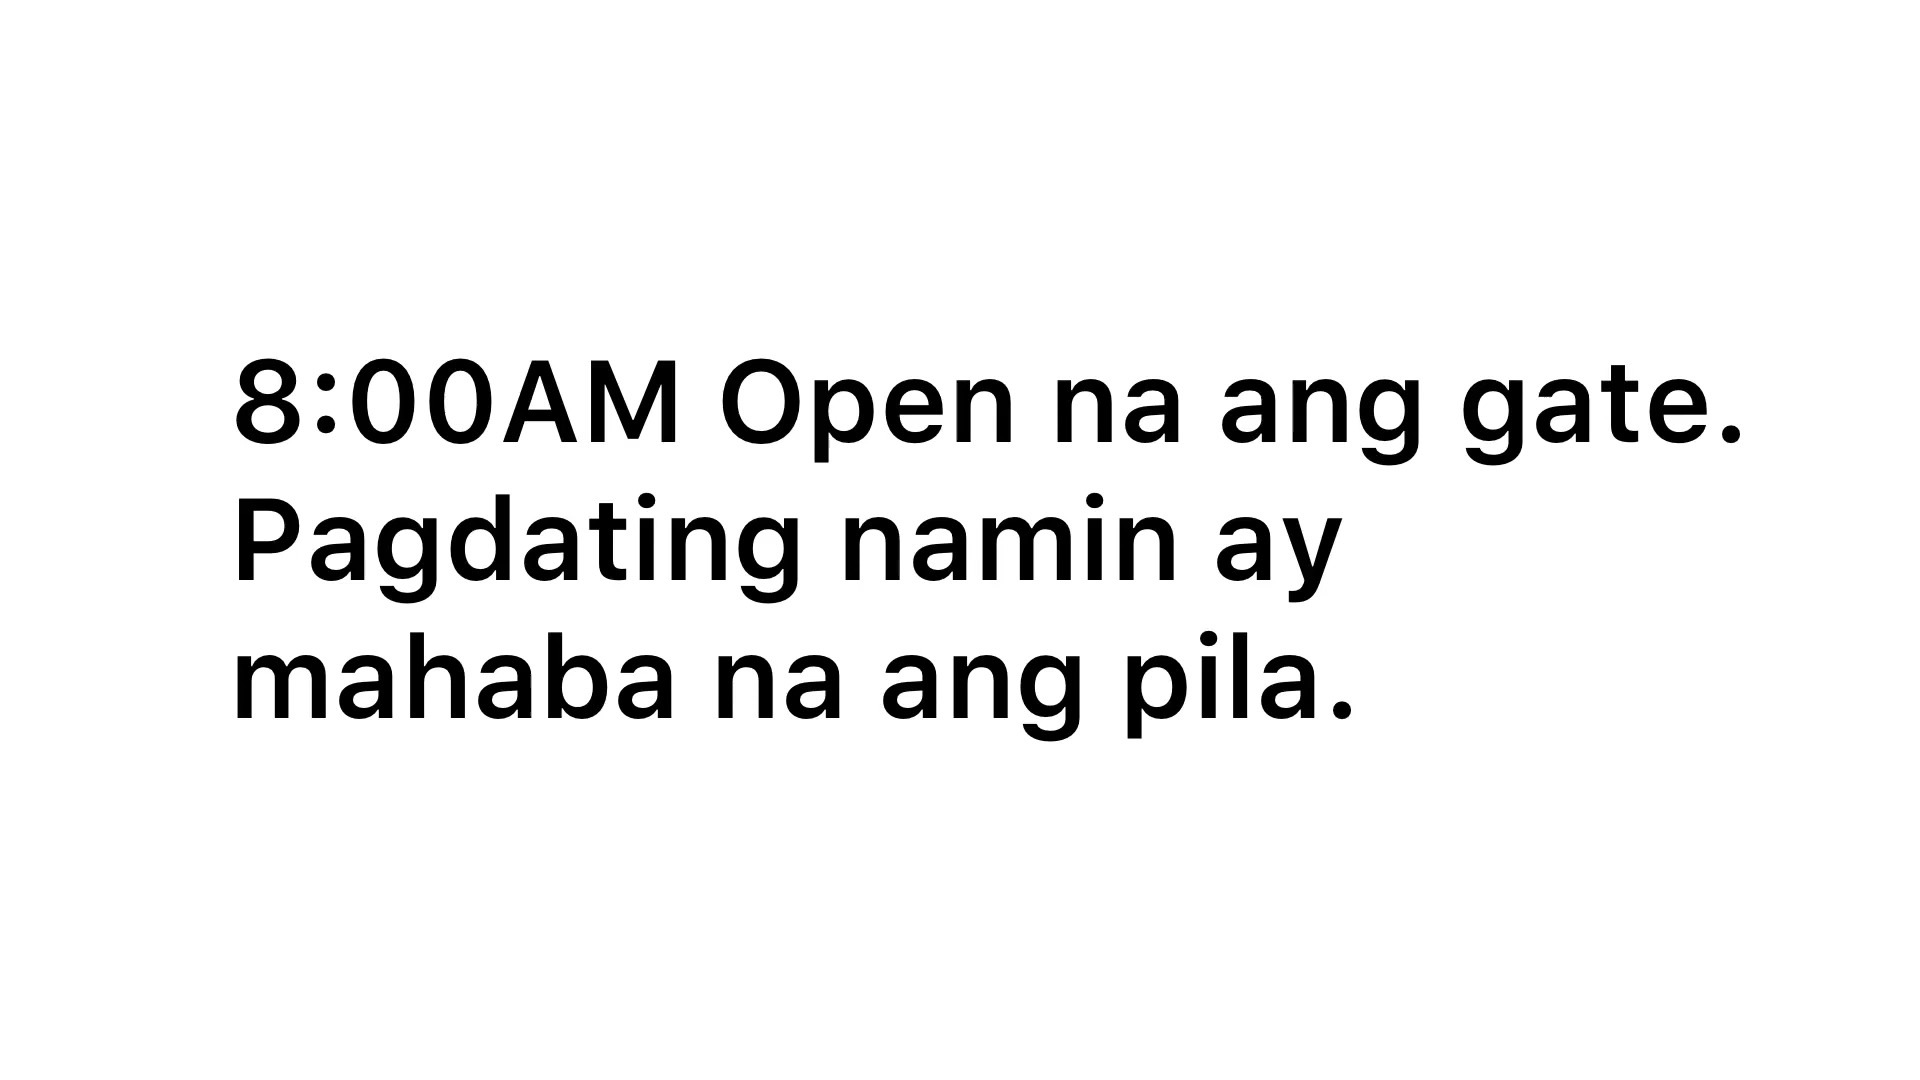 8:00AM Open na ang gate.
Pagdating namin ay
mahaba na ang pila.